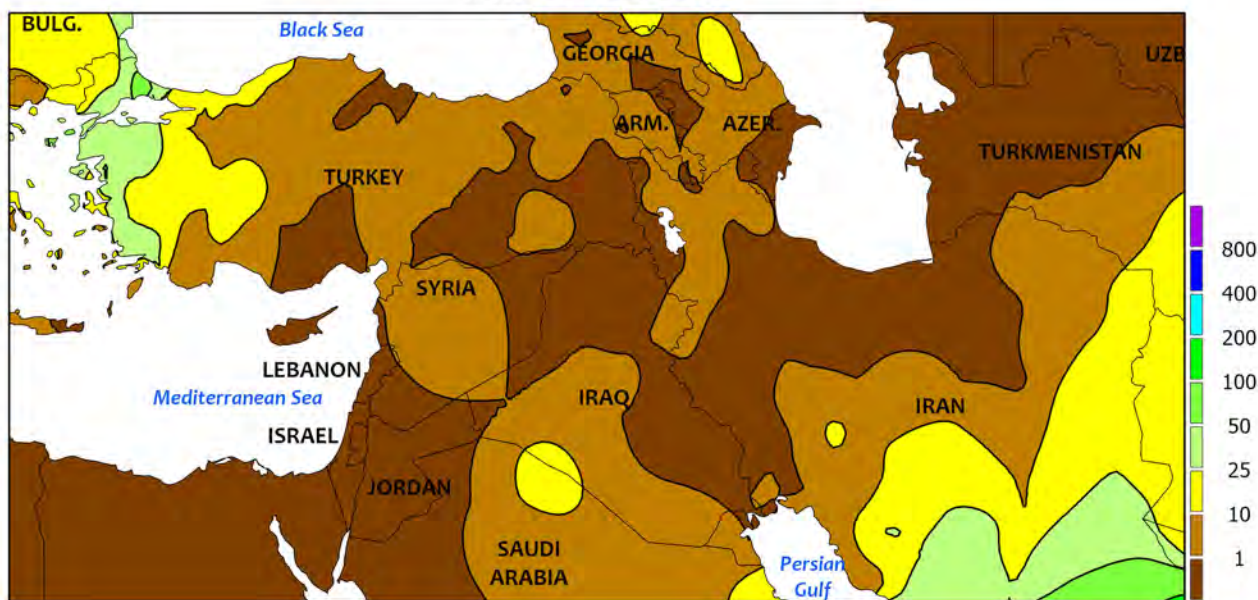 BULG.
Black Sea
GEORGIA
UZB
ARM.
AZER.
TURKMENISTAN
TURKEY
SYRIA
LEBANON
Mediterranean Sea
IRAQ
IRAN
ISRAEL
JORDAN
SAUDI
ARABIA
Persian
Gulf
800
400
200
100
50
25
10
1